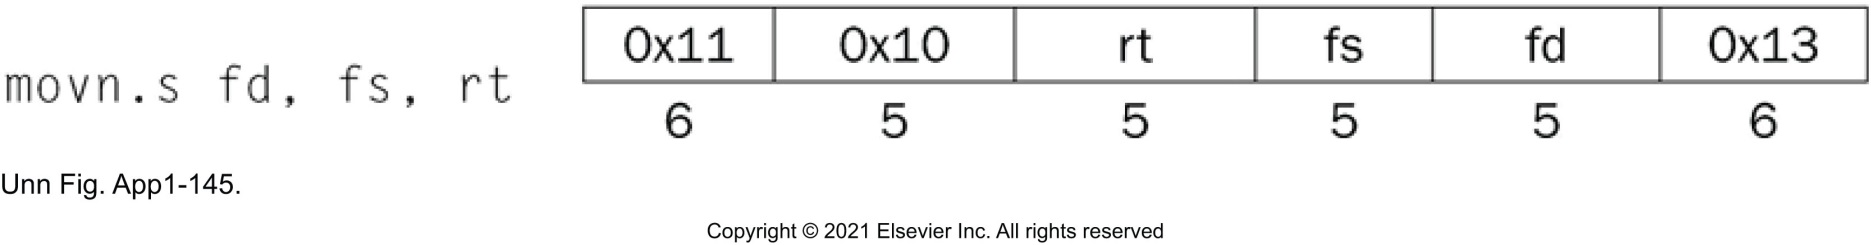 0x11 0x10 rt fs fd 0x13
movn.s fd, fs, rt
6 5 5 5 5 6
Unn Fig. App1-145.
Copyright © 2021 Elsevier Inc. All rights reserved